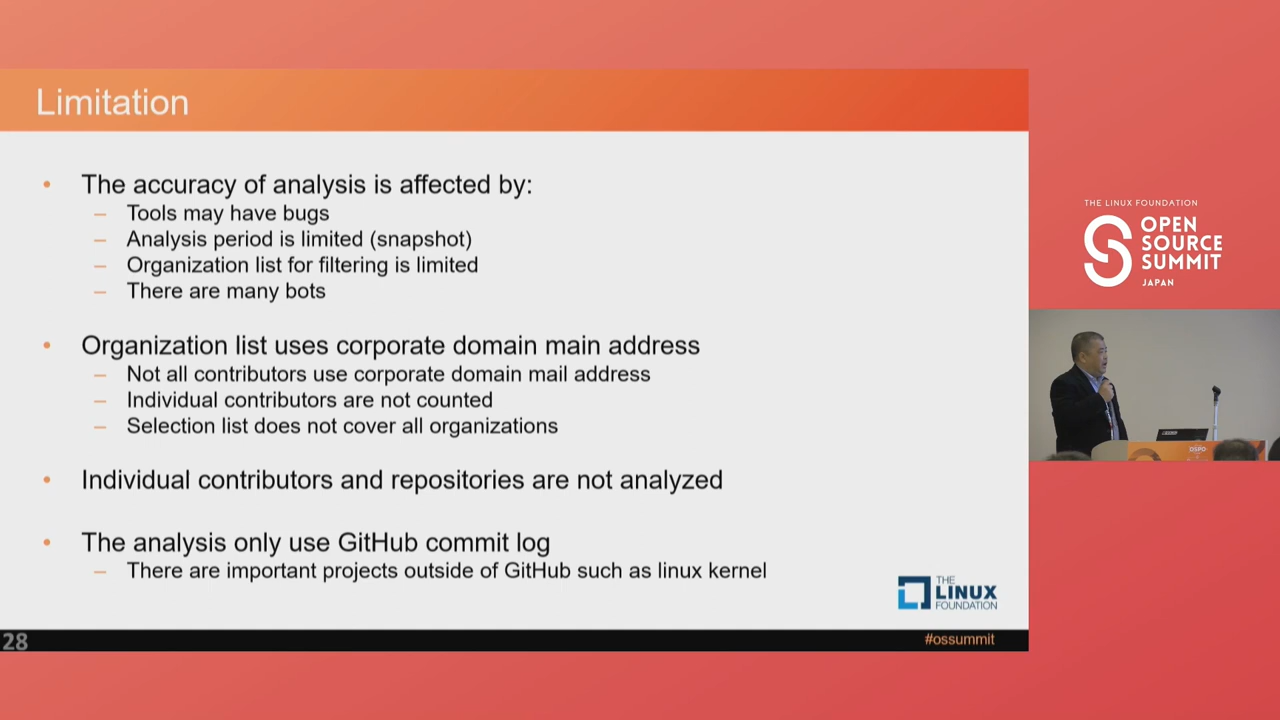 Limitation
• The accuracy of analysis is affected by:
– Tools may have bugs
– Analysis period is limited (snapshot)
– Organization list for filtering is limited
– There are many bots
• Organization list uses corporate domain main address
– Not all contributors use corporate domain mail address
– Individual contributors are not counted
– Selection list does not cover all organizations
• Individual contributors and repositories are not analyzed
• The analysis only use GitHub commit log
– There are important projects outside of GitHub such as linux kernel
THE
LINUX
FOUNDATION
28
#ossummit
THE LINUX FOUNDATION
OPEN
SOURCE
SUMMIT
JAPAN
OSPO